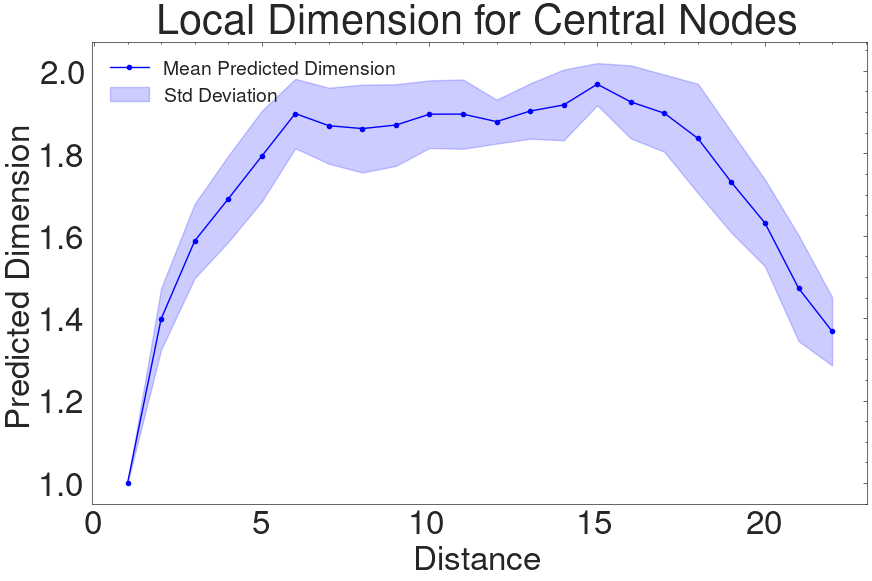 Local Dimension for Central Nodes
Mean Predicted Dimension
Std Deviation
Predicted Dimension
2.0
1.8
1.6
1.4
1.2
1.0
0 5 10 15 20
Distance